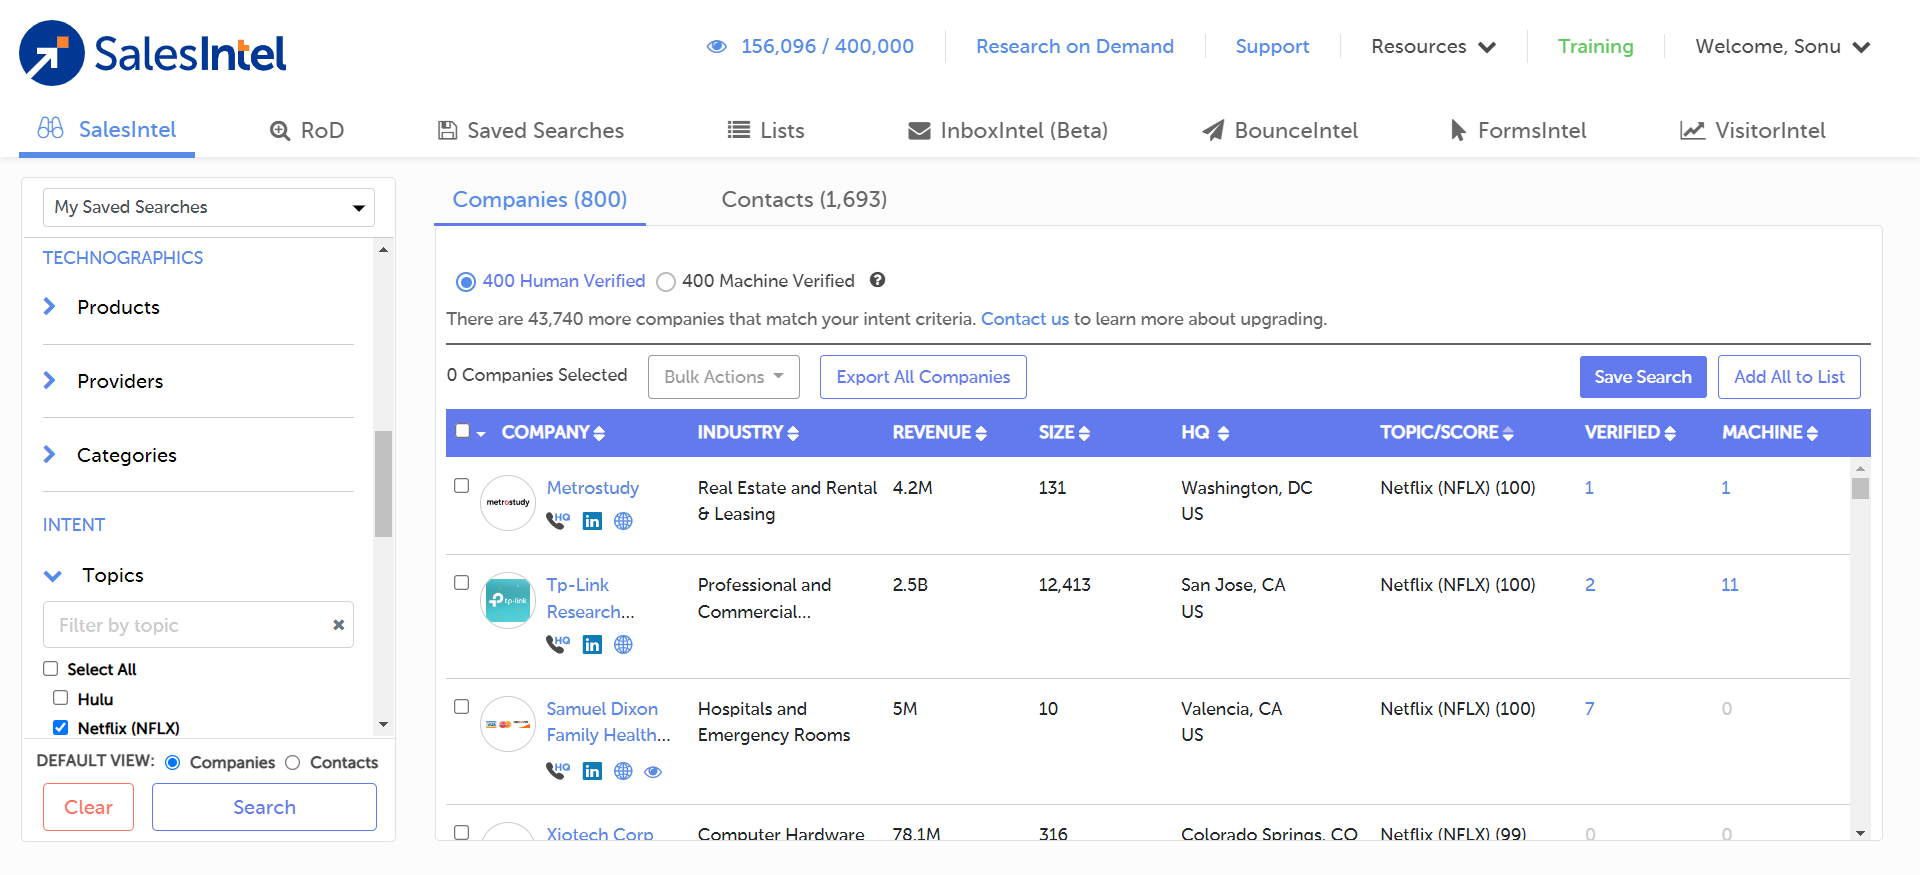 SalesIntel
156,096 / 400,000
Research on Demand
Support
Resources
Training
Welcome, Sonu
SalesIntel
RoD
Saved Searches
Lists
InboxIntel (Beta)
BounceIntel
FormsIntel
VisitorIntel
My Saved Searches
TECHNOGRAPHICS
Products
Providers
Categories
INTENT
Topics
Filter by topic
Select All
Hulu
Netflix (NFLX)
DEFAULT VIEW: Companies Contacts
Clear
Search
Companies (800)
Contacts (1,693)
400 Human Verified
400 Machine Verified
There are 43,740 more companies that match your intent criteria. Contact us to learn more about upgrading.
0 Companies Selected
Bulk Actions
Export All Companies
Save Search
Add All to List
COMPANY INDUSTRY REVENUE SIZE HQ TOPIC/SCORE VERIFIED MACHINE
metrostudy
Metrostudy
HQ
in
Real Estate and Rental
& Leasing
4.2M
131
Washington, DC
US
Netflix (NFLX) (100)
1
1
tp-link
Tp-Link
Research...
HQ
in
Professional and
Commercial...
2.5B
12,413
San Jose, CA
US
Netflix (NFLX) (100)
2
11
Samuel Dixon
Family Health...
HQ
in
Hospitals and
Emergency Rooms
5M
10
Valencia, CA
US
Netflix (NFLX) (100)
7
0
Xiotech Corp
Computer Hardware
78.1M
316
Colorado Springs, CO
Netflix (NFLX) (99)
0
0